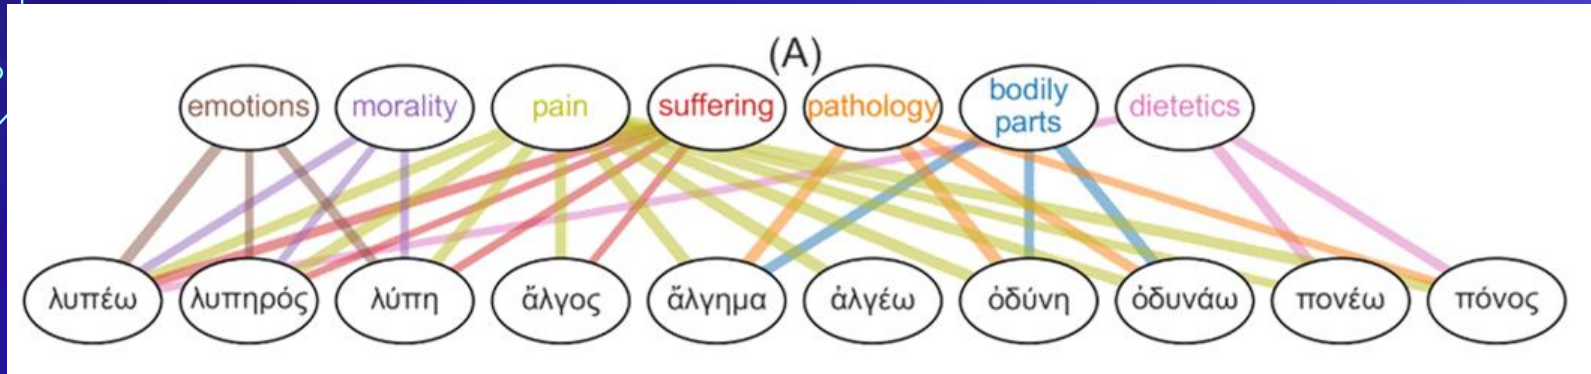 (A)
emotions morality pain suffering pathology bodily parts dietetics
λυπέω λυπηρός λύπη ἄλγος ἄλγημα ἀλγέω ὀδύνη ὀδυνάω πονέω πόνος